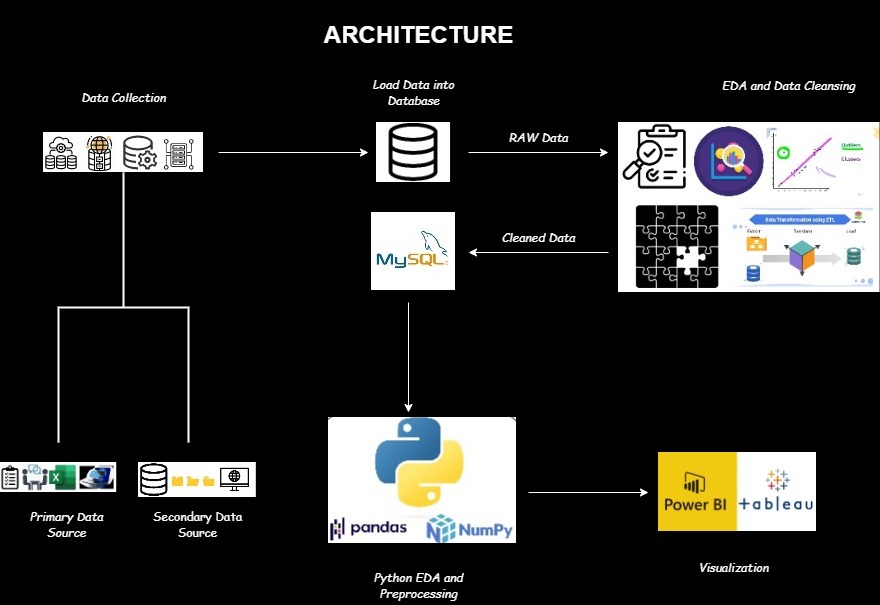 ARCHITECTURE
Data Collection
Load Data into
Database
EDA and Data Cleansing
RAW Data
Outliers
Clusters
Cleaned Data
MySQL
Data Transformation using ETL
Extract
Transform
Load
pandas
NumPy
Power BI
+ableau
Primary Data
Source
Secondary Data
Source
Visualization
Python EDA and
Preprocessing